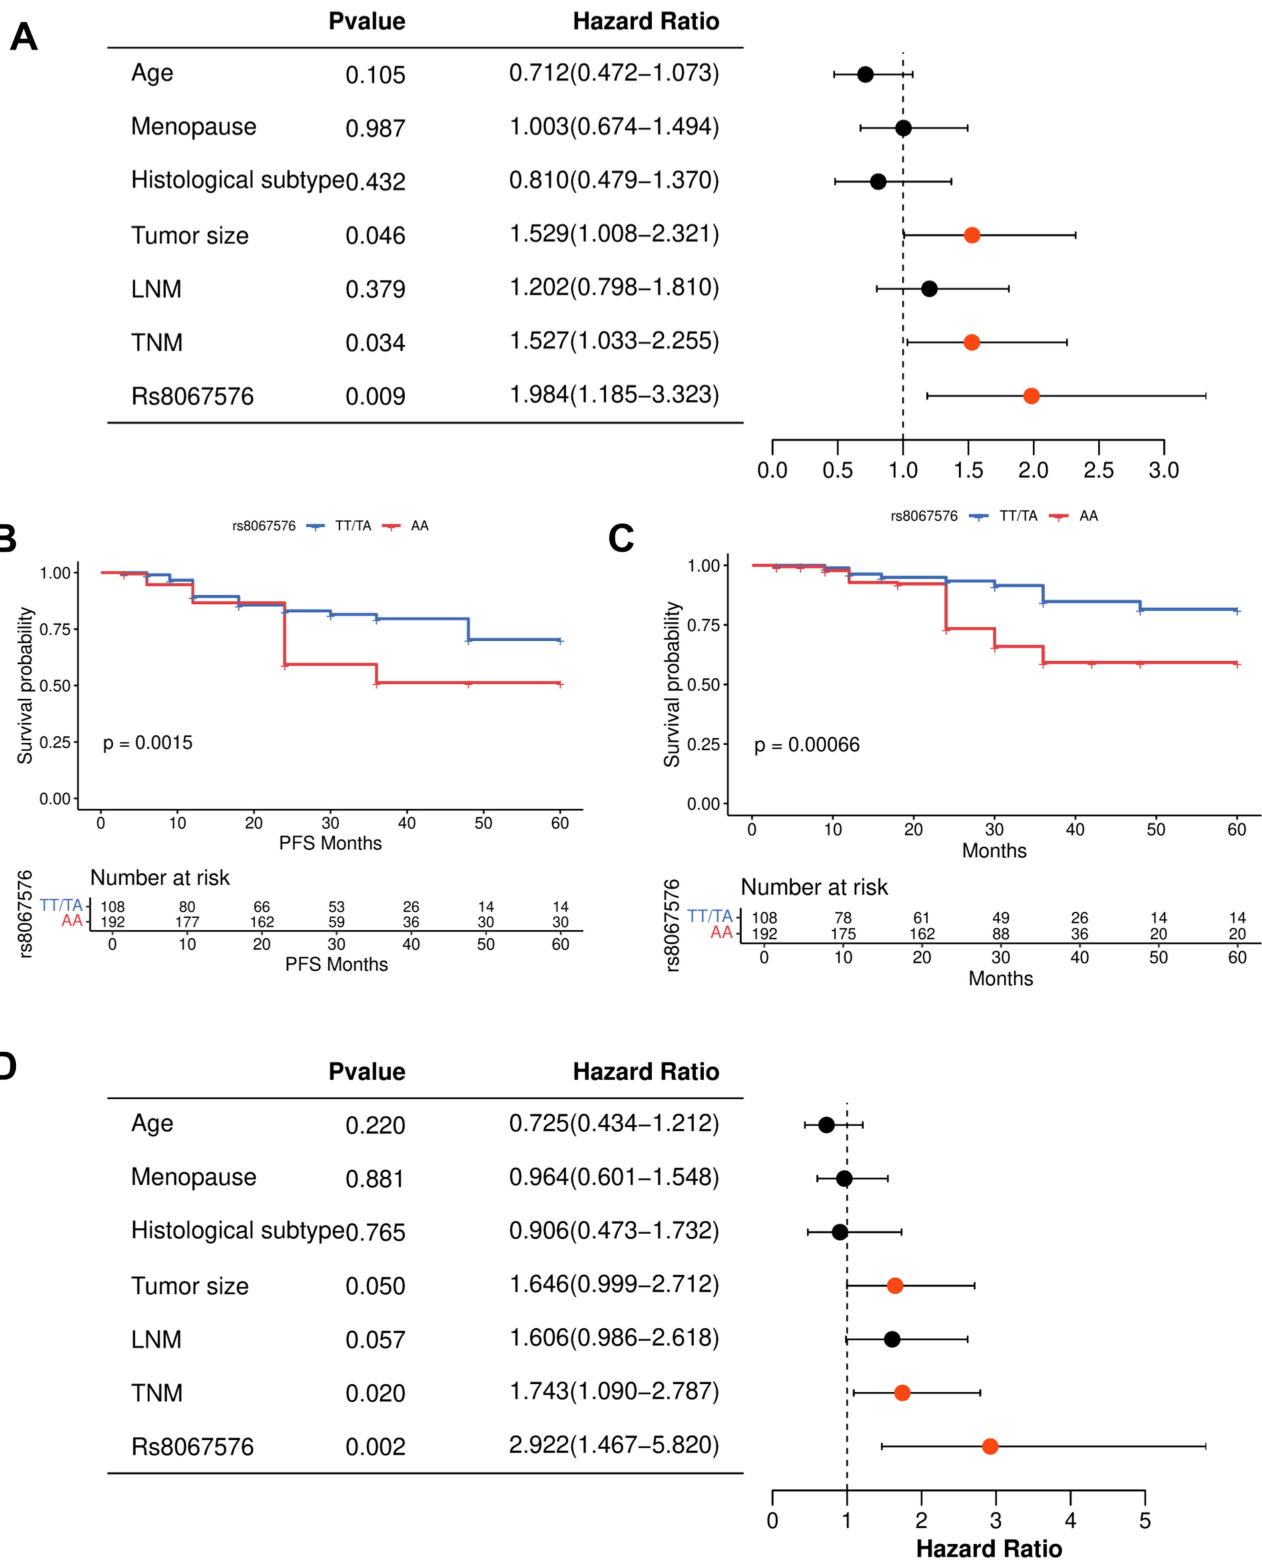 A
Pvalue Hazard Ratio
Age 0.105 0.712(0.472–1.073)
Menopause 0.987 1.003(0.674–1.494)
Histological subtype 0.432 0.810(0.479–1.370)
Tumor size 0.046 1.529(1.008–2.321)
LNM 0.379 1.202(0.798–1.810)
TNM 0.034 1.527(1.033–2.255)
Rs8067576 0.009 1.984(1.185–3.323)
0.0 0.5 1.0 1.5 2.0 2.5 3.0
B
rs8067576 TT/TA AA
Survival probability
1.00
0.75
0.50
0.25
0.00
p = 0.0015
0 10 20 30 40 50 60
PFS Months
Number at risk
rs8067576
TT/TA 108 80 66 53 26 14 14
AA 192 177 162 59 36 30 30
0 10 20 30 40 50 60
PFS Months
C
rs8067576 TT/TA AA
Survival probability
1.00
0.75
0.50
0.25
0.00
p = 0.00066
0 10 20 30 40 50 60
Months
Number at risk
rs8067576
TT/TA 108 78 61 49 26 14 14
AA 192 175 162 88 36 20 20
0 10 20 30 40 50 60
Months
D
Pvalue Hazard Ratio
Age 0.220 0.725(0.434–1.212)
Menopause 0.881 0.964(0.601–1.548)
Histological subtype 0.765 0.906(0.473–1.732)
Tumor size 0.050 1.646(0.999–2.712)
LNM 0.057 1.606(0.986–2.618)
TNM 0.020 1.743(1.090–2.787)
Rs8067576 0.002 2.922(1.467–5.820)
0 1 2 3 4 5
Hazard Ratio